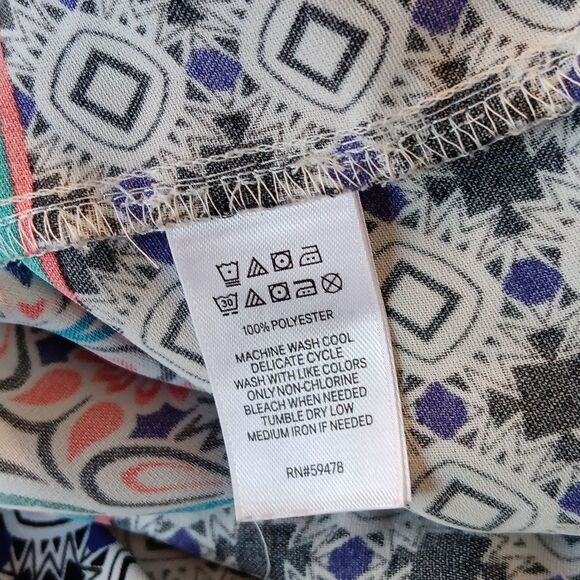 30
100% POLYESTER
MACHINE WASH COOL
DELICATE CYCLE
WASH WITH LIKE COLORS
ONLY NON-CHLORINE
BLEACH WHEN NEEDED
TUMBLE DRY LOW
MEDIUM IRON IF NEEDED
RN#59478